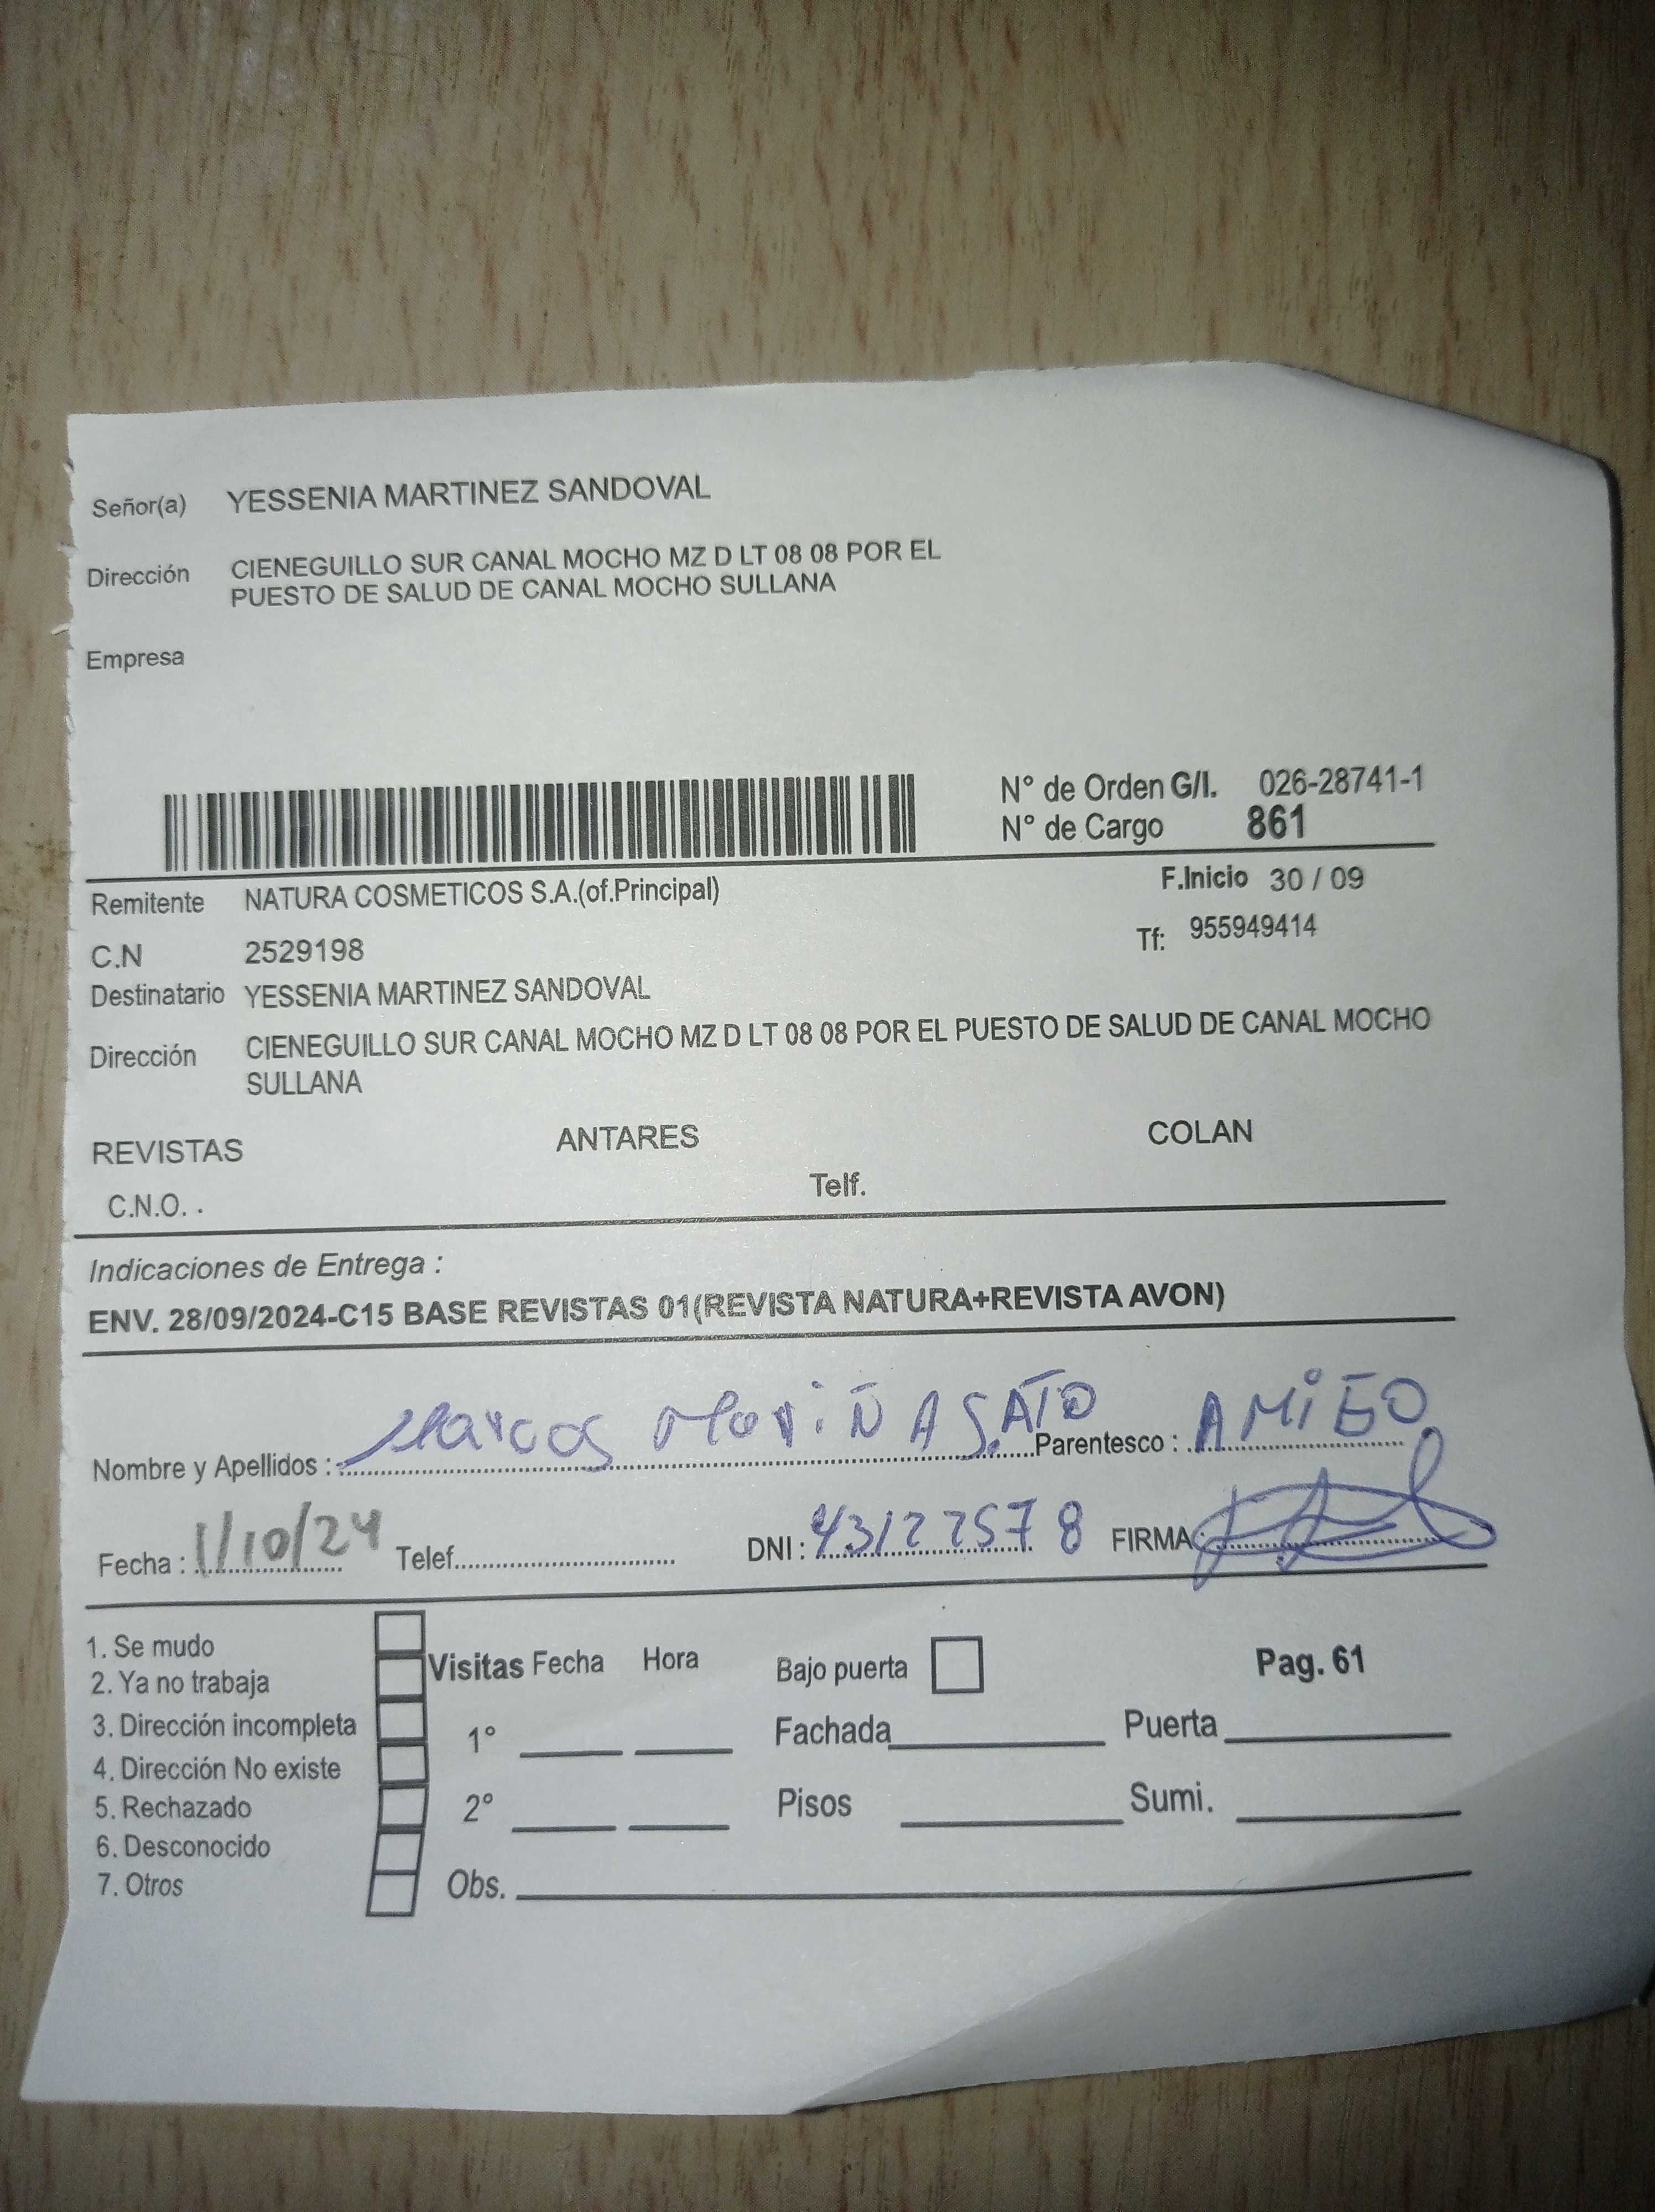 Señor(a) YESSENIA MARTINEZ SANDOVAL
Dirección CIENEGUILLO SUR CANAL MOCHO MZ D LT 08 08 POR EL
PUESTO DE SALUD DE CANAL MOCHO SULLANA
Empresa
N° de Orden G/I. 026-28741-1
N° de Cargo 861
Remitente NATURA COSMETICOS S.A.(of.Principal) F.Inicio 30 / 09
C.N 2529198 Tf: 955949414
Destinatario YESSENIA MARTINEZ SANDOVAL
Dirección CIENEGUILLO SUR CANAL MOCHO MZ D LT 08 08 POR EL PUESTO DE SALUD DE CANAL MOCHO
SULLANA
REVISTAS ANTARES COLAN
C.N.O. . Telf.
Indicaciones de Entrega :
ENV. 28/09/2024-C15 BASE REVISTAS 01(REVISTA NATURA+REVISTA AVON)
Nombre y Apellidos : Marcos Parentesco : AMiGO
Fecha : 1/10/24 Telef. DNI : 43122578 FIRMA
1. Se mudo
2. Ya no trabaja
3. Dirección incompleta
4. Dirección No existe
5. Rechazado
6. Desconocido
7. Otros
Visitas Fecha Hora Bajo puerta Pag. 61
1° Fachada Puerta
2° Pisos Sumi.
Obs.